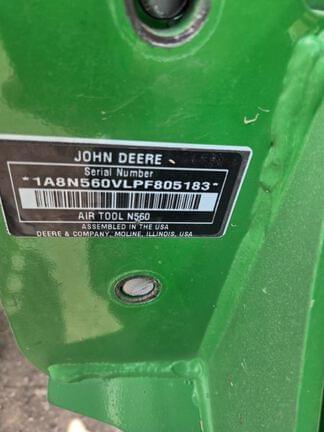 JOHN DEERE
Serial Number
*1A8N560VLPF805183*
AIR TOOL N560
ASSEMBLED IN THE USA
DEERE & COMPANY, MOLINE, ILLINOIS, USA